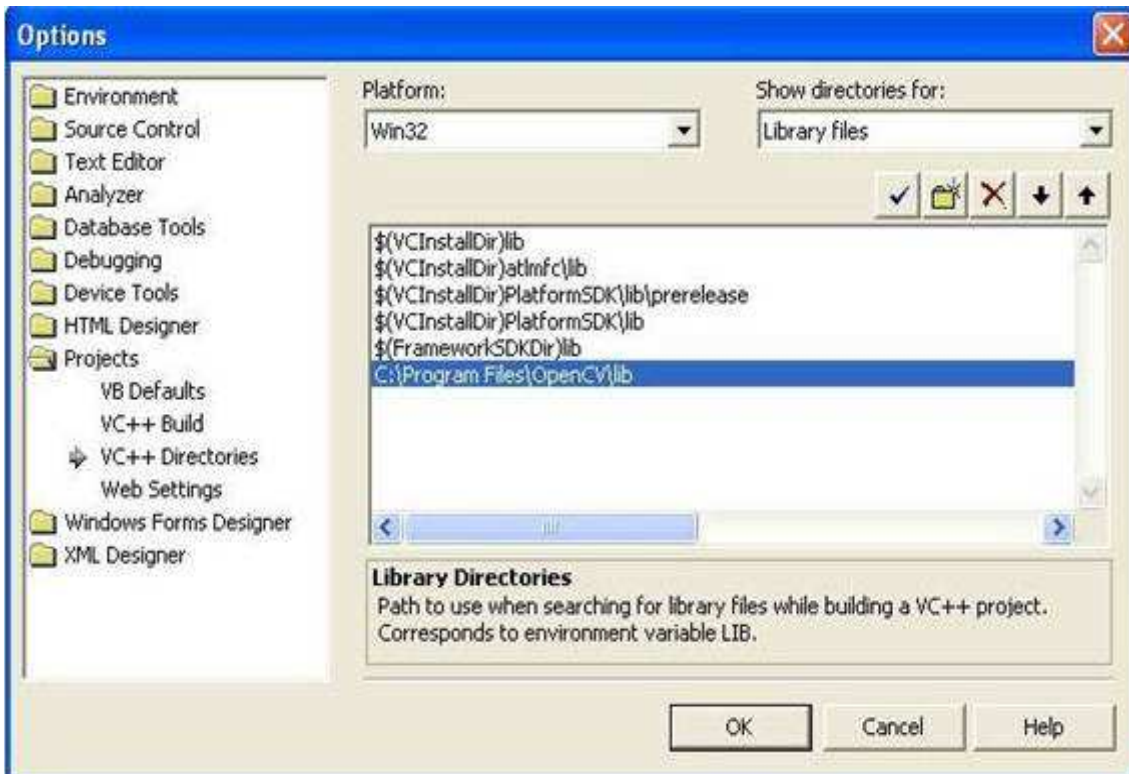 Options
Environment
Source Control
Text Editor
Analyzer
Database Tools
Debugging
Device Tools
HTML Designer
Projects
VB Defaults
VC++ Build
VC++ Directories
Web Settings
Windows Forms Designer
XML Designer
Platform:
Win32
Show directories for:
Library files
$(VCInstallDir)lib
$(VCInstallDir)atlmfc\lib
$(VCInstallDir)PlatformSDK\lib\prerelease
$(VCInstallDir)PlatformSDK\lib
$(FrameworkSDKDir)lib
C:\Program Files\OpenCV\lib
Library Directories
Path to use when searching for library files while building a VC++ project.
Corresponds to environment variable LIB.
OK
Cancel
Help